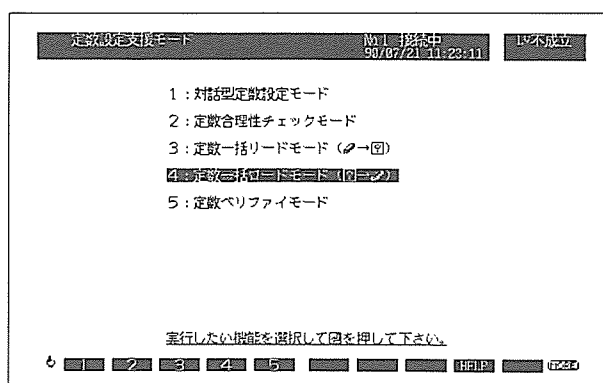 定数設定支援モード No.1 接続中
90/07/21 11:23:11
不成立
1:対話型定数設定モード
2:定数合理性チェックモード
3:定数一括リードモード(→)
4:定数一括ロードモード(→)
5:定数ベリファイモード
実行したい機能を選択して を押して下さい。
1 2 3 4 5 HELP